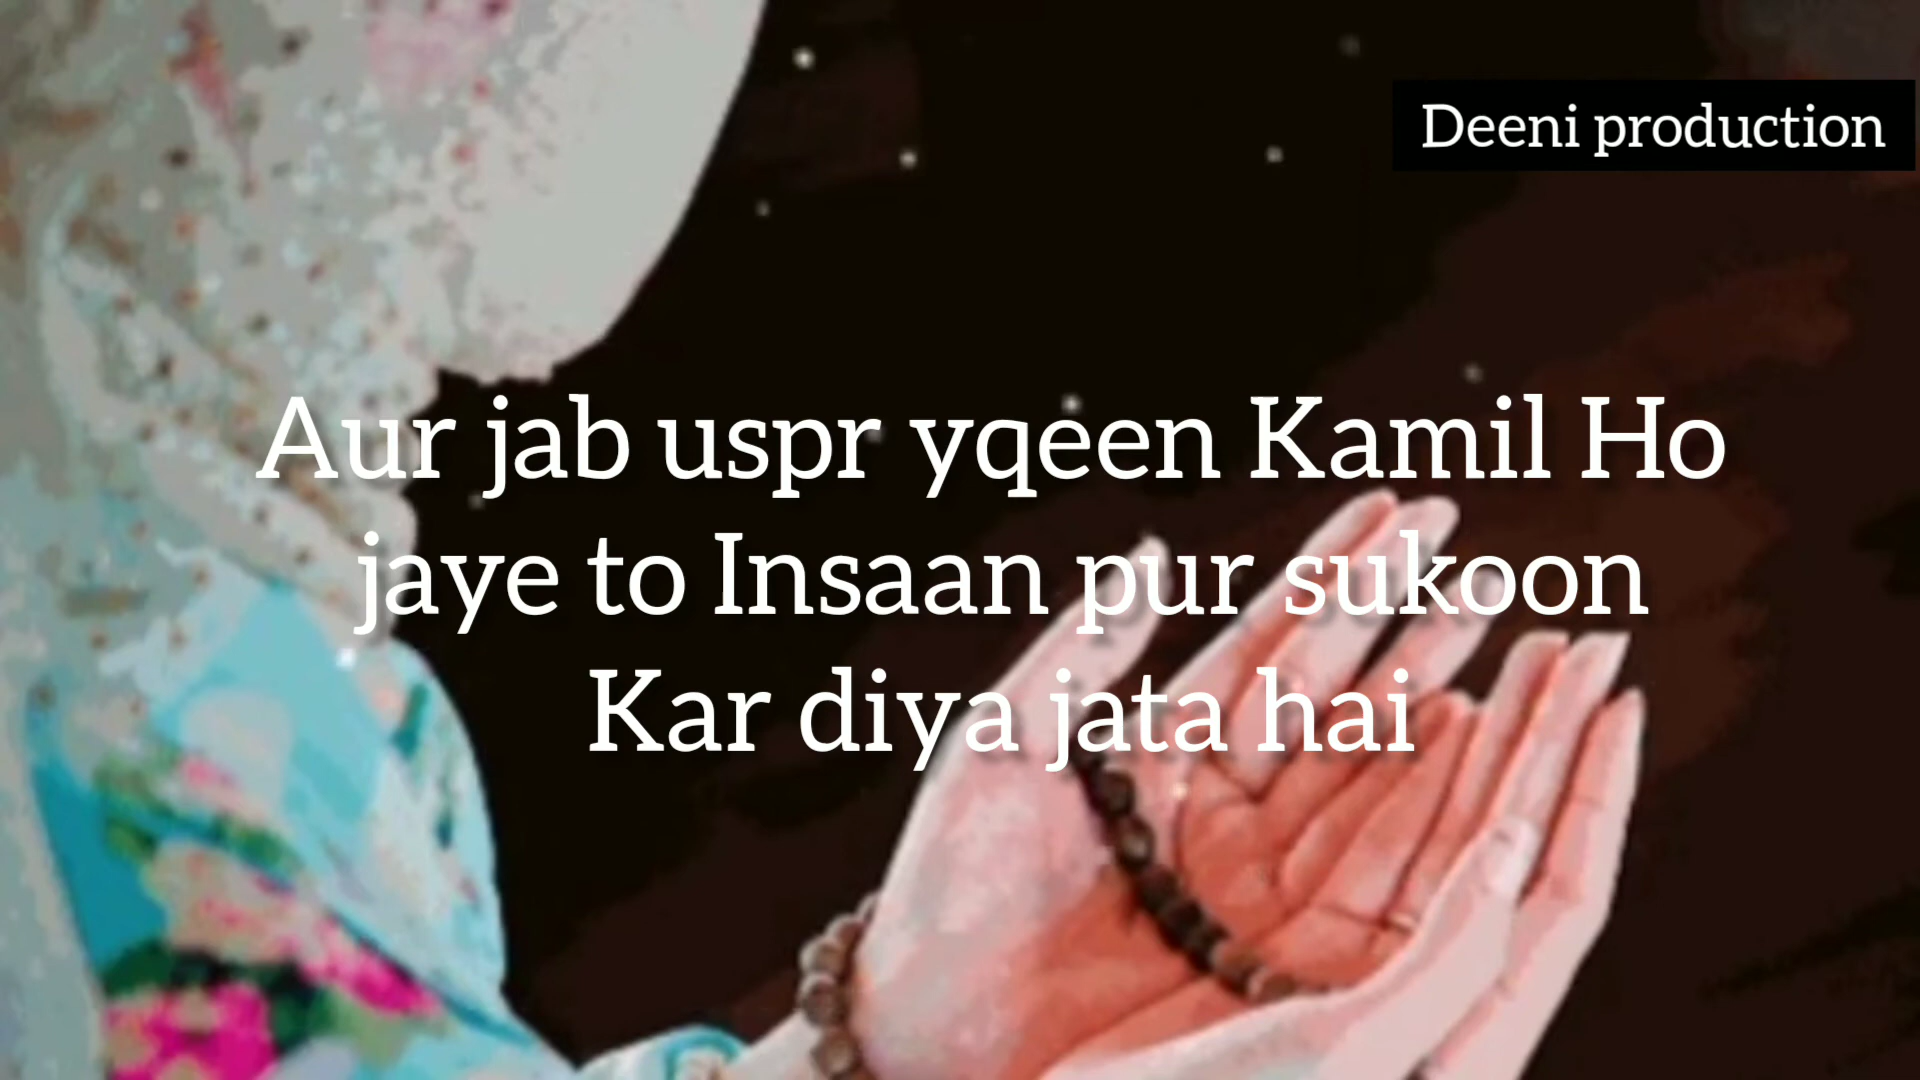 Deeni production
Aur jab uspr yqeen Kamil Ho
jaye to Insaan pur sukoon
Kar diya jata hai